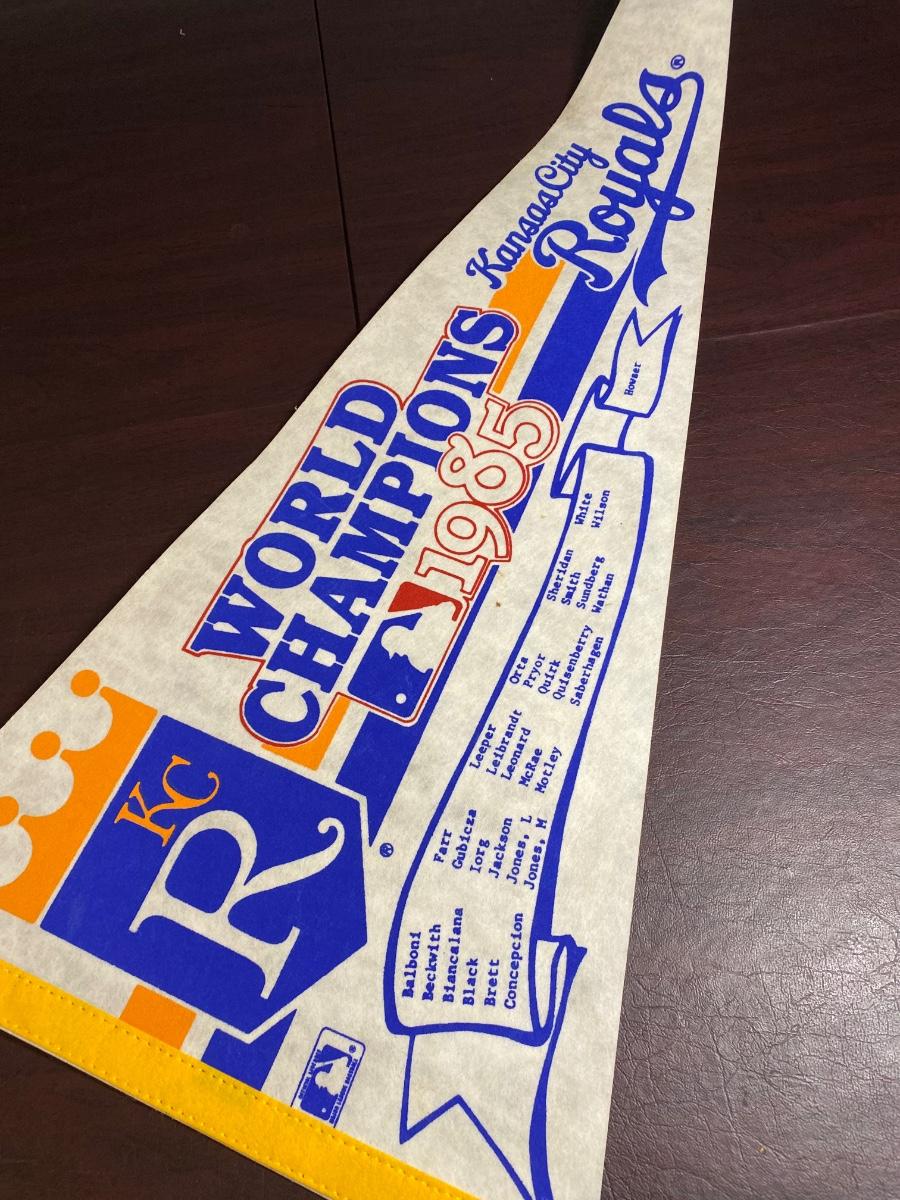 Kansas City
Royals®
WORLD
CHAMPIONS
1985
KC
R
®
Howser
Balboni
Beckwith
Biancalana
Black
Brett
Concepcion
Farr
Gubicza
Iorg
Jackson
Jones, L
Jones, M
Leeper
Leibrandt
Leonard
McRae
Motley
Orta
Pryor
Quirk
Quisenberry
Saberhagen
Sheridan
Smith
Sundberg
Wathan
White
Wilson